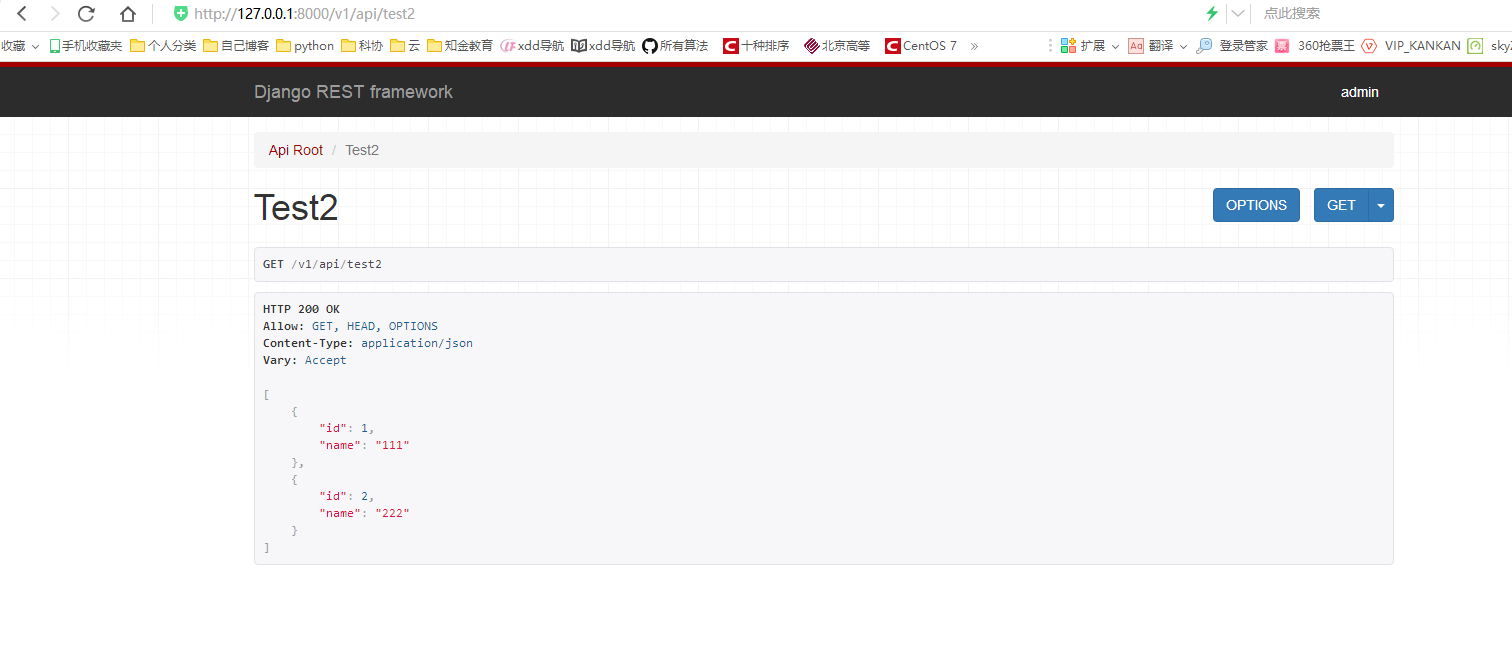 http://127.0.0.1:8000/v1/api/test2 点此搜索
收藏 手机收藏夹 个人分类 自己博客 python 科协 云 知金教育 xdd导航 xdd导航 所有算法 十种排序 北京高等 CentOS 7 » 扩展 翻译 登录管家 360抢票王 VIP_KANKAN
Django REST framework admin
Api Root / Test2
Test2 OPTIONS GET
GET /v1/api/test2
HTTP 200 OK
Allow: GET, HEAD, OPTIONS
Content-Type: application/json
Vary: Accept
[
    {
        "id": 1,
        "name": "111"
    },
    {
        "id": 2,
        "name": "222"
    }
]